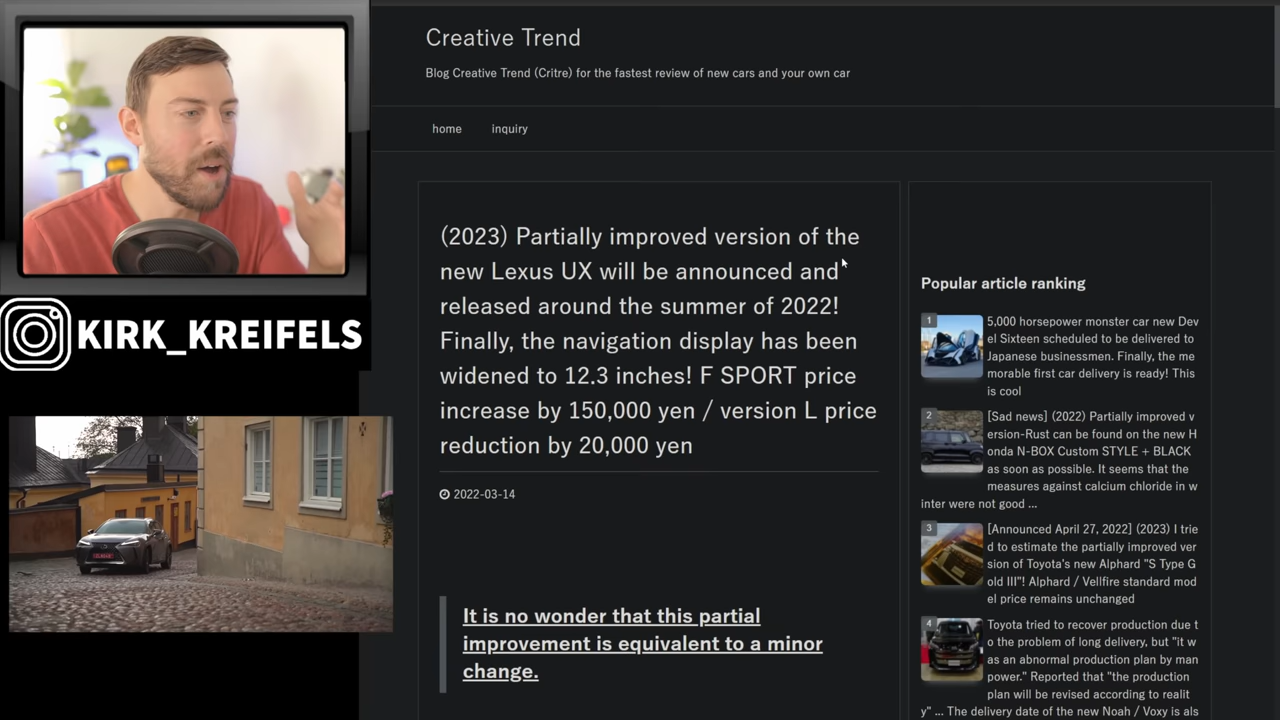 Creative Trend
Blog Creative Trend (Critre) for the fastest review of new cars and your own car
home
inquiry
(2023) Partially improved version of the
new Lexus UX will be announced and
released around the summer of 2022!
Finally, the navigation display has been
widened to 12.3 inches! F SPORT price
increase by 150,000 yen / version L price
reduction by 20,000 yen
2022-03-14
It is no wonder that this partial
improvement is equivalent to a minor
change.
Popular article ranking
1
5,000 horsepower monster car new Dev
el Sixteen scheduled to be delivered to
Japanese businessmen. Finally, the me
morable first car delivery is ready! This
is cool
2
[Sad news] (2022) Partially improved v
ersion-Rust can be found on the new H
onda N-BOX Custom STYLE + BLACK
as soon as possible. It seems that the
measures against calcium chloride in w
inter were not good ...
3
[Announced April 27, 2022] (2023) I trie
d to estimate the partially improved ver
sion of Toyota's new Alphard "S Type G
old III"! Alphard / Vellfire standard mod
el price remains unchanged
4
Toyota tried to recover production due t
o the problem of long delivery, but "it w
as an abnormal production plan by man
power." Reported that "the production
plan will be revised according to realit
y" ... The delivery date of the new Noah / Voxy is als
KIRK_KREIFELS